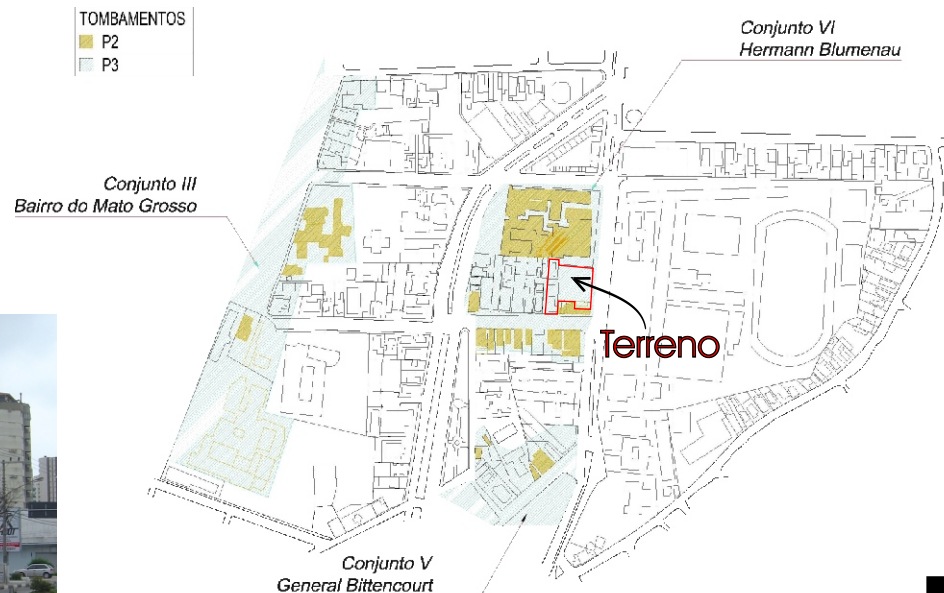 TOMBAMENTOS
P2
P3
Conjunto VI
Hermann Blumenau
Conjunto III
Bairro do Mato Grosso
Terreno
Conjunto V
General Bittencourt